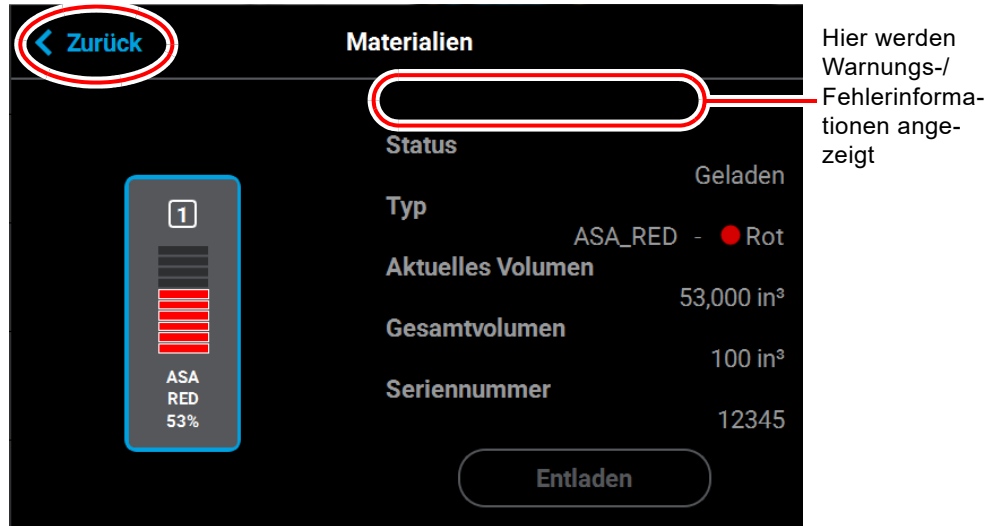 Zurück
Materialien
Hier werden
Warnungs-/
Fehlerinforma-
tionen ange-
zeigt
1
ASA
RED
53%
Status
Geladen
Typ
ASA_RED - Rot
Aktuelles Volumen
53,000 in³
Gesamtvolumen
100 in³
Seriennummer
12345
Entladen